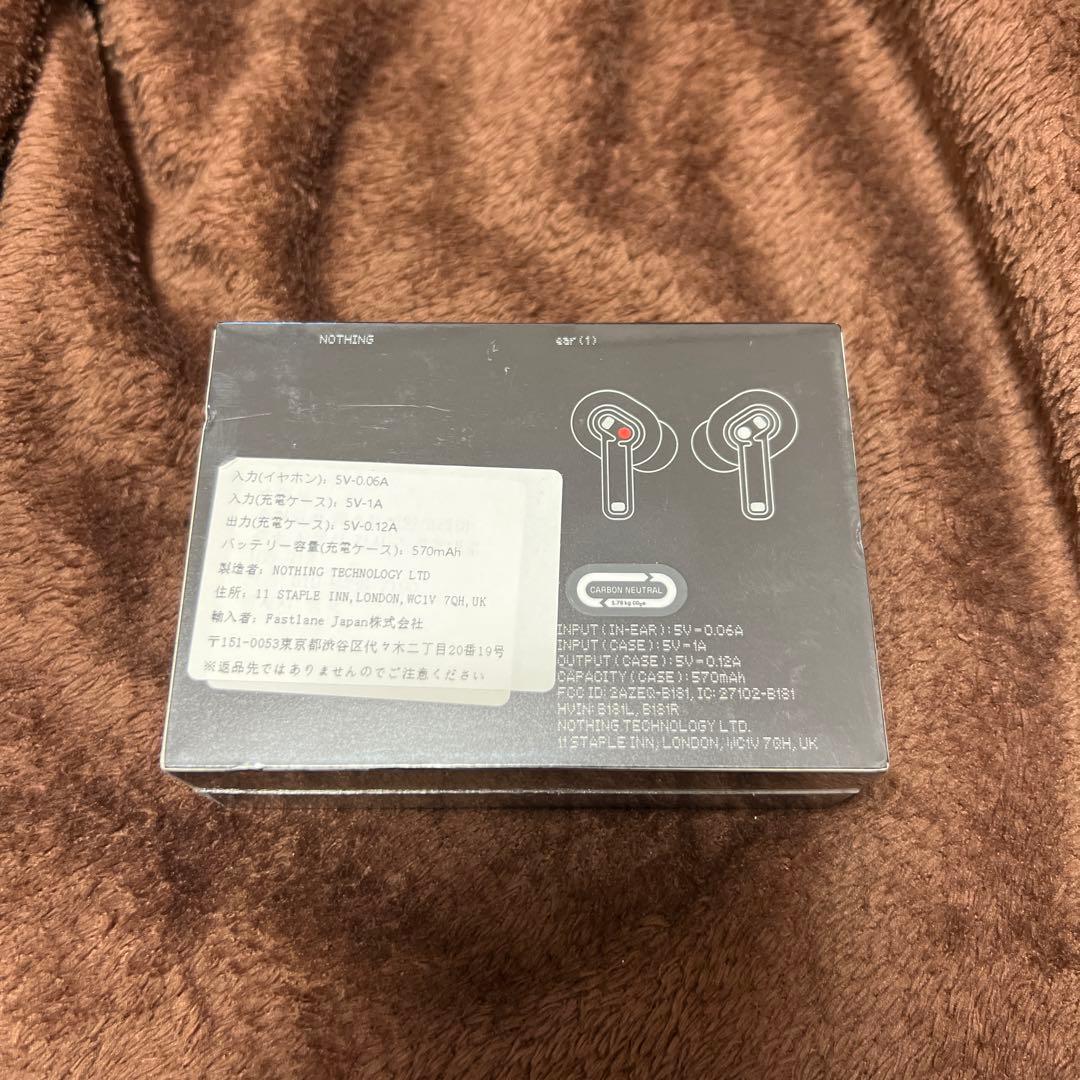 NOTHING
ear (1)
入力(イヤホン): 5V⎓0.06A
入力(充電ケース): 5V⎓1A
出力(充電ケース): 5V⎓0.12A
バッテリー容量(充電ケース): 570mAh
製造者: NOTHING TECHNOLOGY LTD
住所: 11 STAPLE INN,LONDON,WC1V 7QH,UK
輸入者: Fastlane Japan株式会社
〒151-0053東京都渋谷区代々木二丁目20番19号
※返品先ではありませんのでご注意ください
CARBON NEUTRAL
1.78 kg CO₂e
INPUT (IN-EAR): 5V⎓0.06A
INPUT (CASE): 5V⎓1A
OUTPUT (CASE): 5V⎓0.12A
CAPACITY (CASE): 570mAh
FCC ID: 2AZEQ-B181, IC: 27102-B181
HVIN: B181L, B181R
NOTHING TECHNOLOGY LTD.
11 STAPLE INN, LONDON, WC1V 7QH, UK